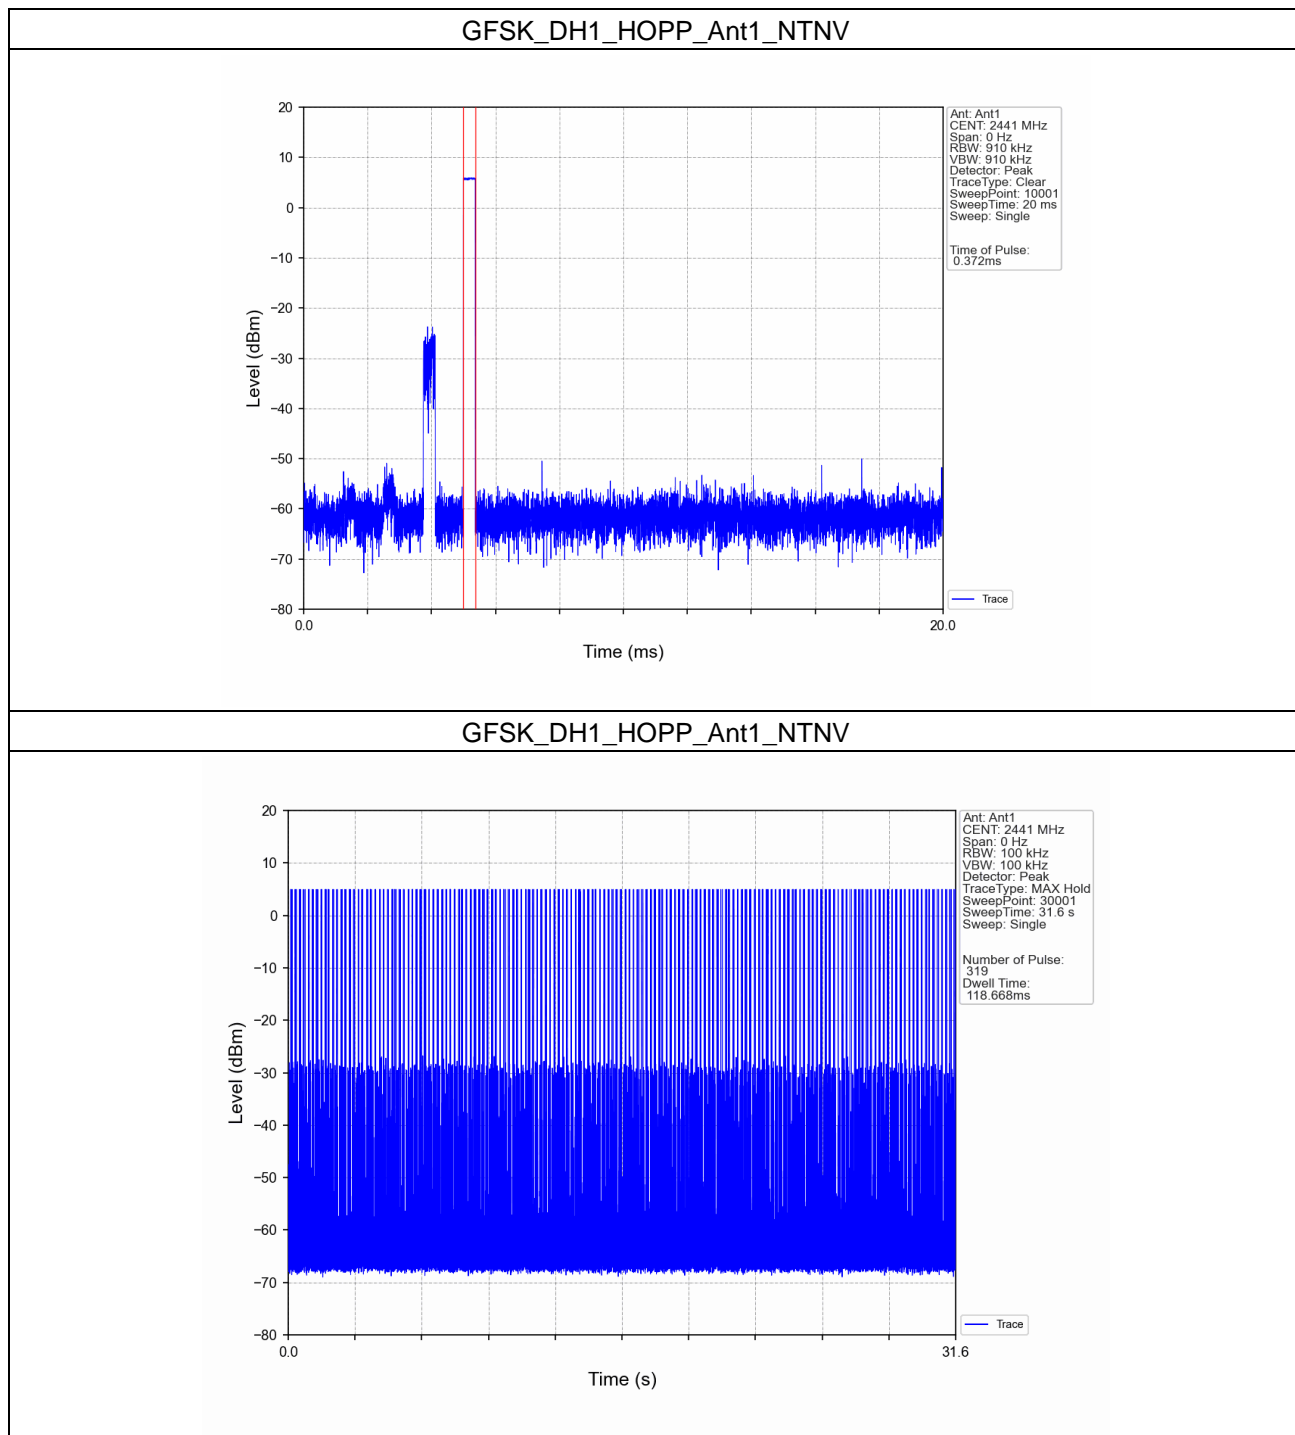 GFSK_DH1_HOPP_Ant1_NTNV
20
10
0
−10
−20
−30
−40
−50
−60
−70
−80
Level (dBm)
0.0
20.0
Time (ms)
Ant: Ant1
CENT: 2441 MHz
Span: 0 Hz
RBW: 910 kHz
VBW: 910 kHz
Detector: Peak
TraceType: Clear
SweepPoint: 10001
SweepTime: 20 ms
Sweep: Single
Time of Pulse:
0.372ms
Trace
GFSK_DH1_HOPP_Ant1_NTNV
20
10
0
−10
−20
−30
−40
−50
−60
−70
−80
Level (dBm)
0.0
31.6
Time (s)
Ant: Ant1
CENT: 2441 MHz
Span: 0 Hz
RBW: 100 kHz
VBW: 100 kHz
Detector: Peak
TraceType: MAX Hold
SweepPoint: 30001
SweepTime: 31.6 s
Sweep: Single
Number of Pulse:
319
Dwell Time:
118.668ms
Trace